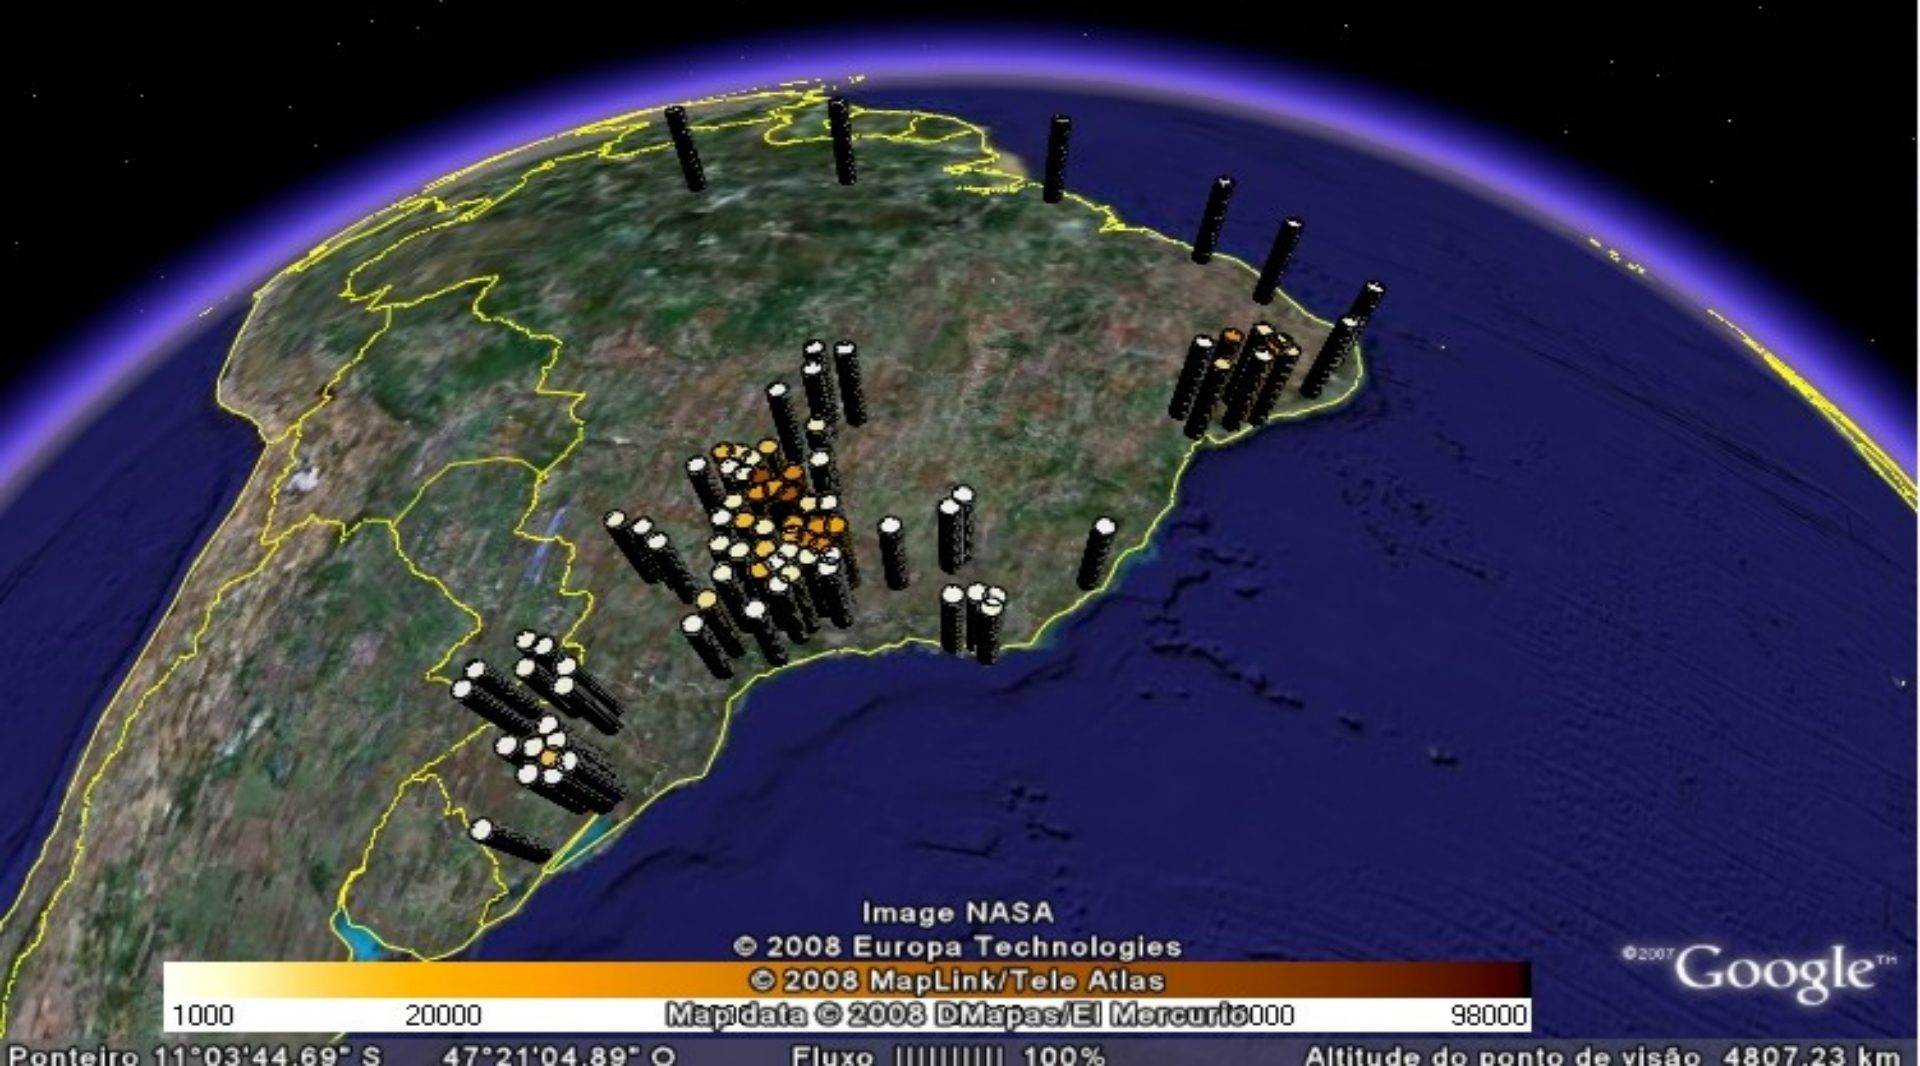 Image NASA
© 2008 Europa Technologies
© 2008 MapLink/Tele Atlas
1000 20000 Map data © 2008 DMapas/El Mercurio 98000
©2007 Google™
Ponteiro 11°03'44.69" S 47°21'04.89" O Fluxo |||||||||| 100% Altitude do ponto de visão 4807.23 km